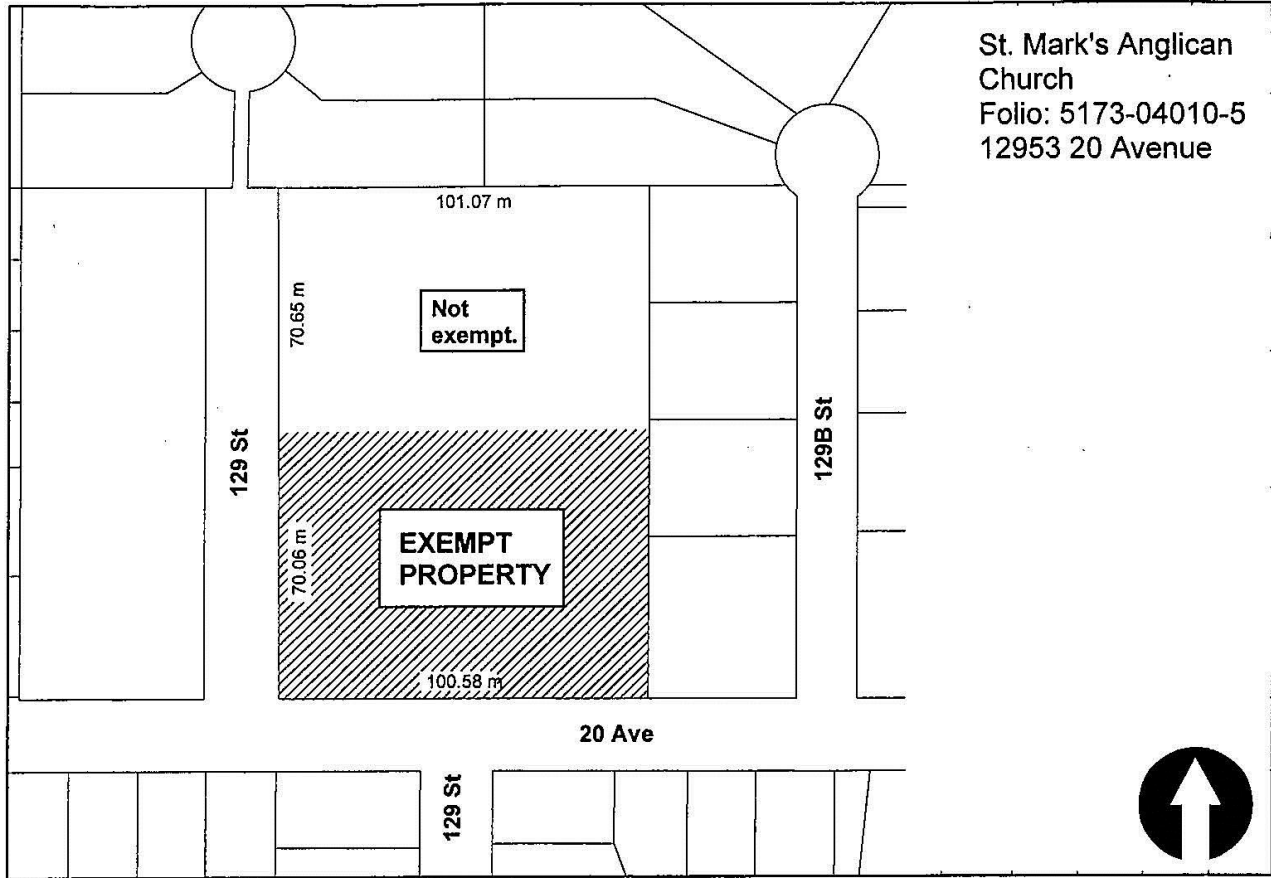 St. Mark's Anglican
Church
Folio: 5173-04010-5
12953 20 Avenue
101.07 m
70.65 m
Not
exempt.
129 St
129B St
70.06 m
EXEMPT
PROPERTY
100.58 m
20 Ave
129 St